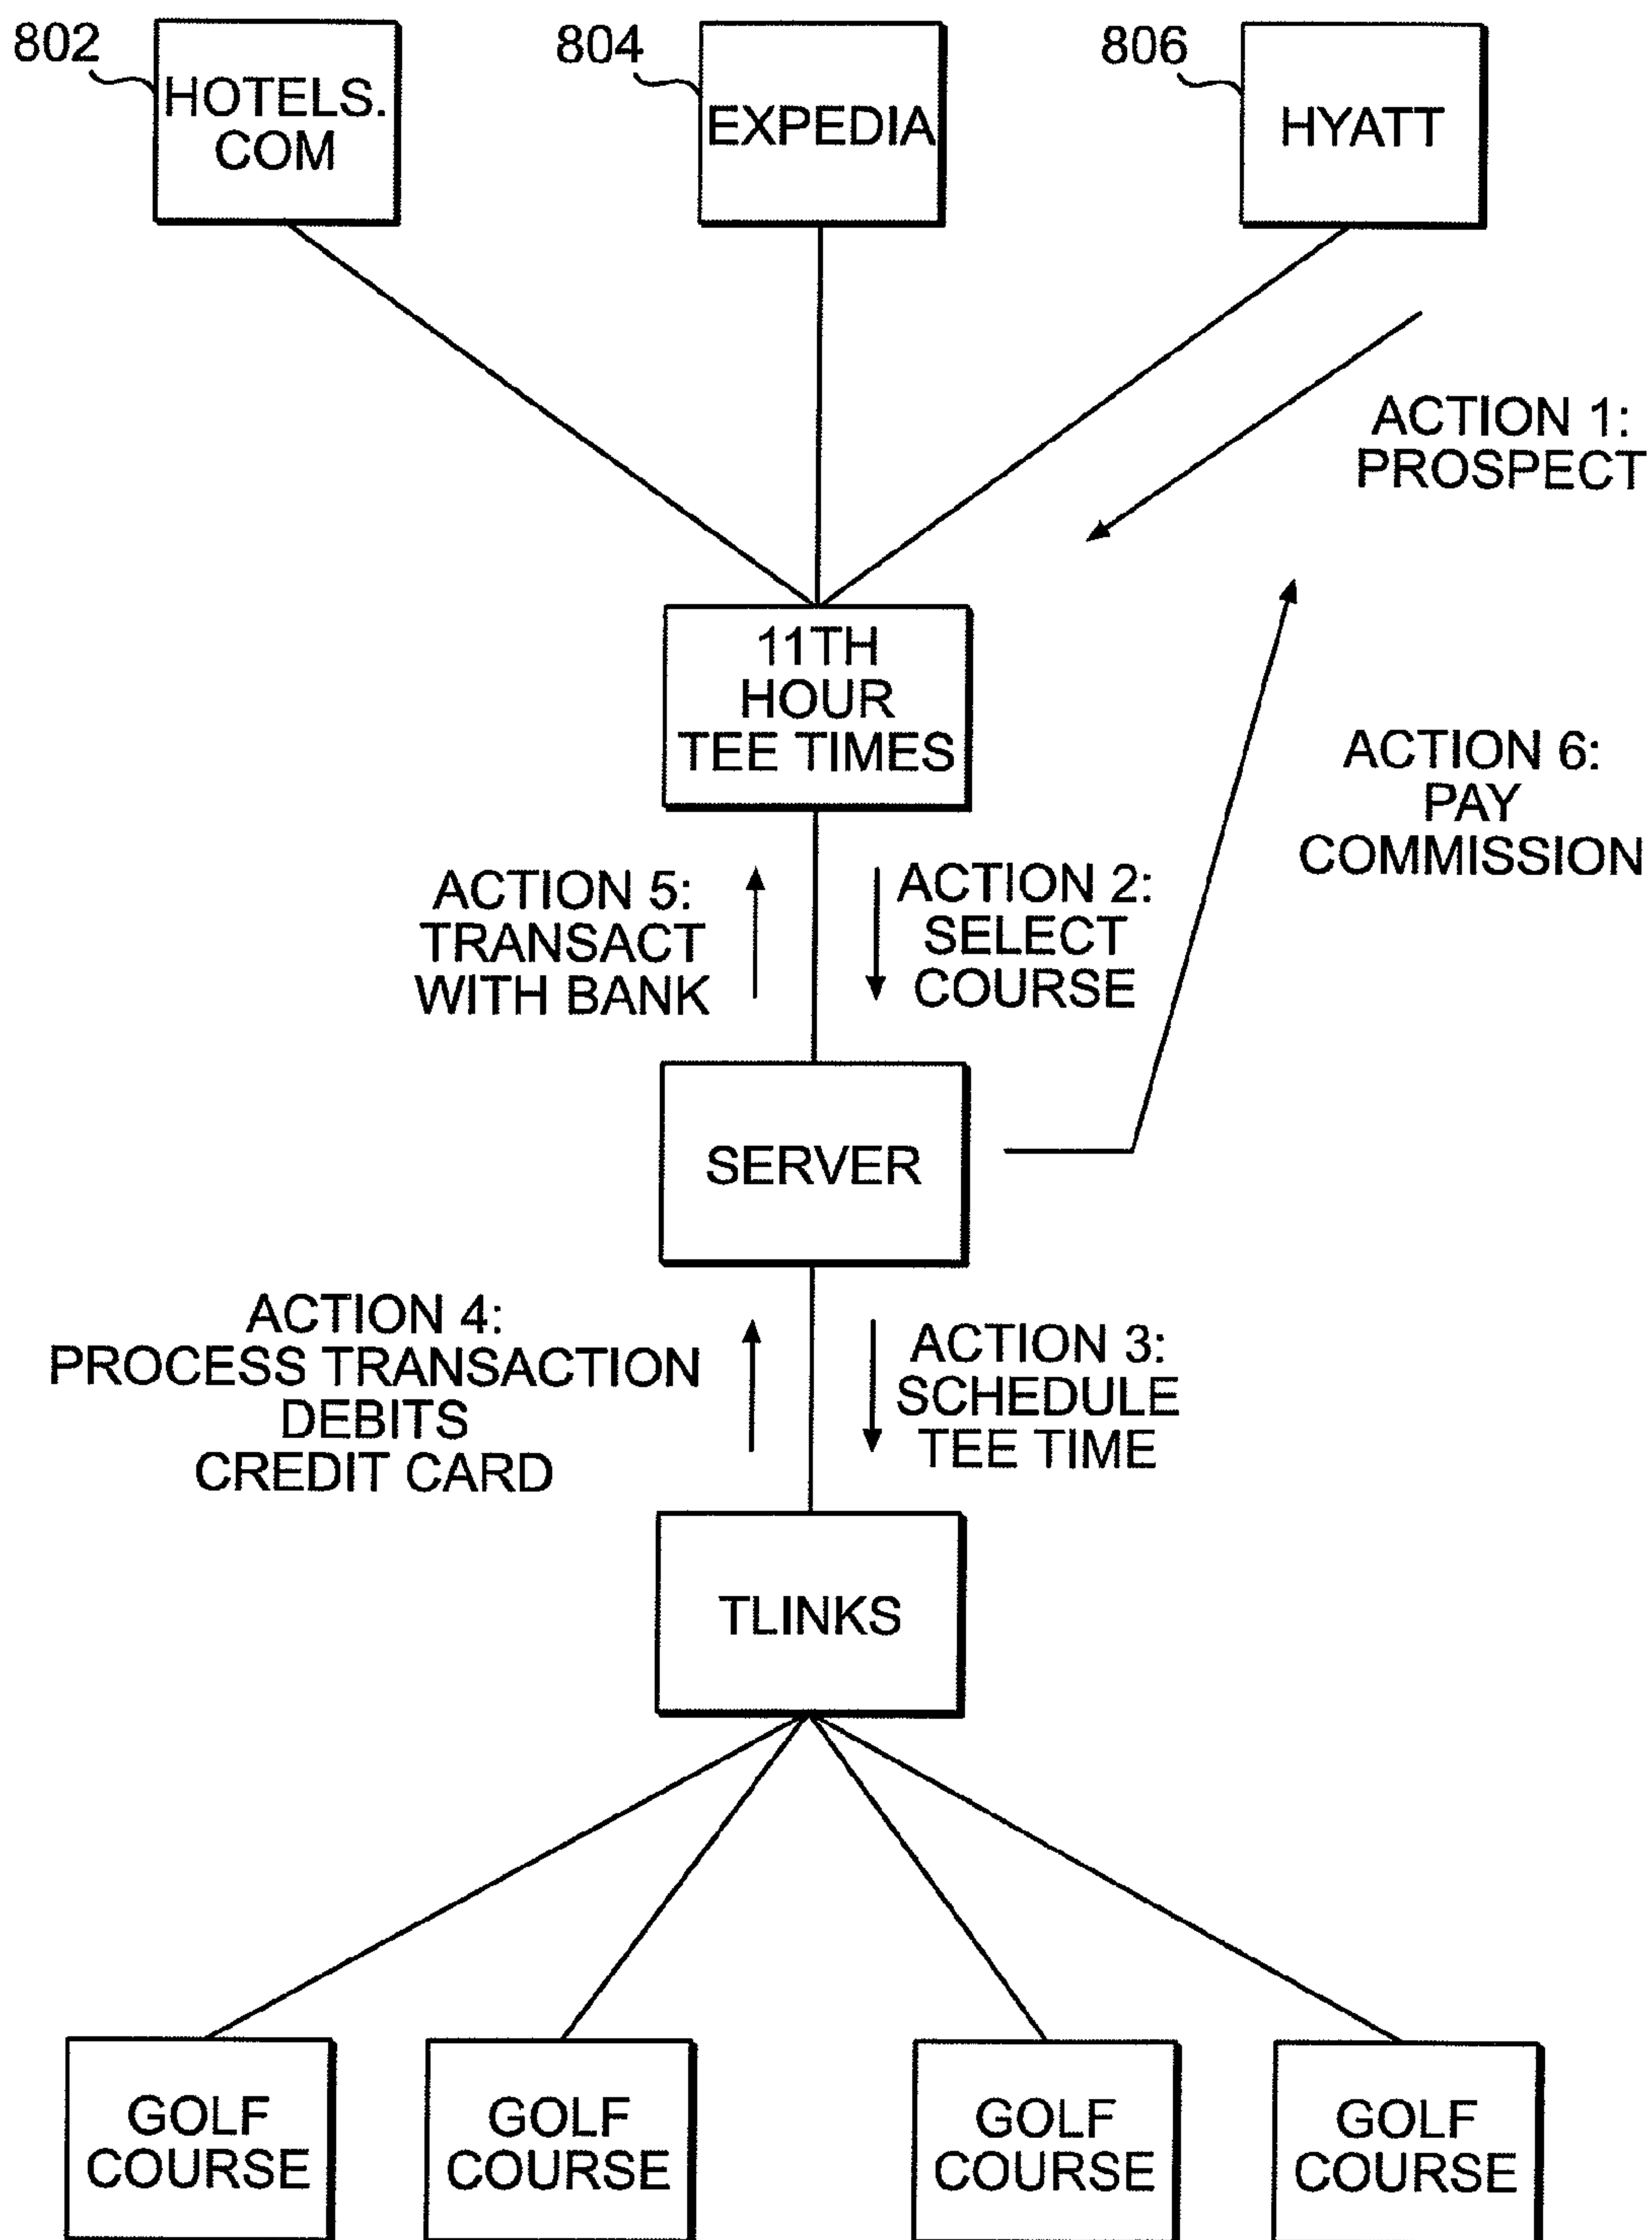 802
HOTELS.
COM
804
EXPEDIA
806
HYATT
ACTION 1:
PROSPECT
11TH
HOUR
TEE TIMES
ACTION 6:
PAY
COMMISSION
ACTION 5:
TRANSACT
WITH BANK
ACTION 2:
SELECT
COURSE
SERVER
ACTION 4:
PROCESS TRANSACTION
DEBITS
CREDIT CARD
ACTION 3:
SCHEDULE
TEE TIME
TLINKS
GOLF
COURSE
GOLF
COURSE
GOLF
COURSE
GOLF
COURSE